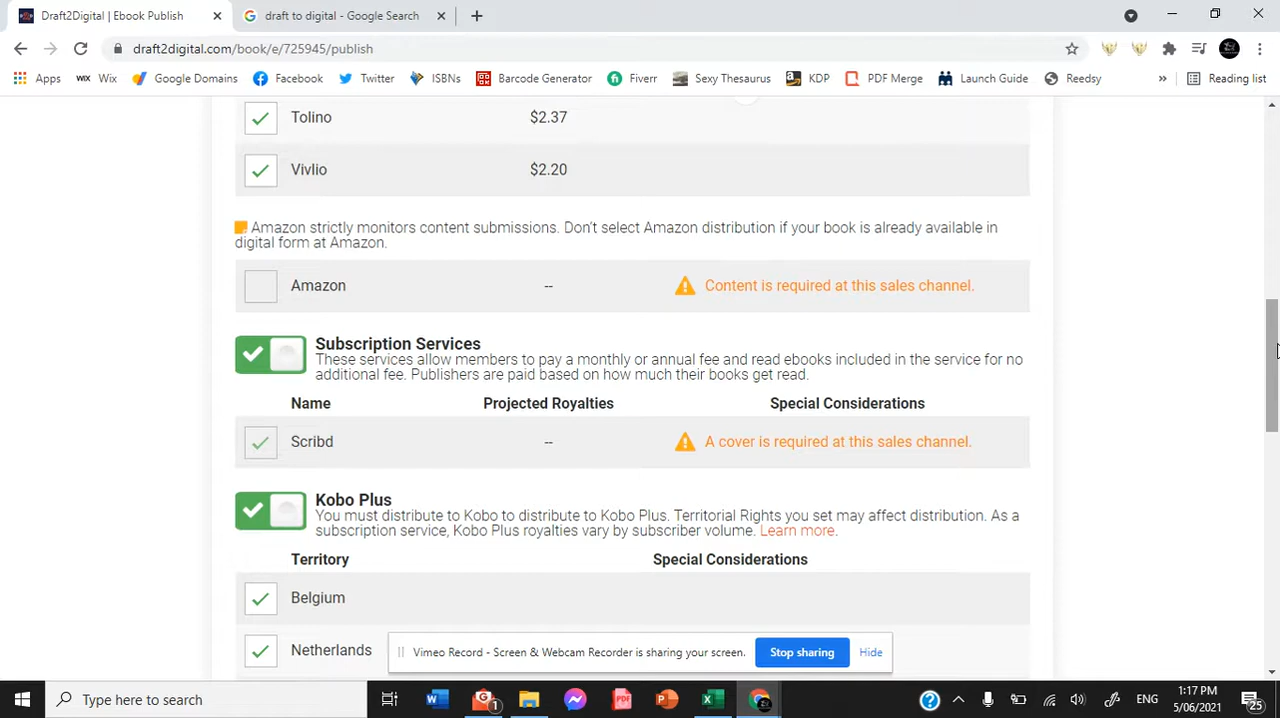 Draft2Digital | Ebook Publish
draft to digital - Google Search
draft2digital.com/book/e/725945/publish
Apps
WIX Wix
Google Domains
Facebook
Twitter
ISBNs
Barcode Generator
Fiverr
Sexy Thesaurus
KDP
PDF Merge
Launch Guide
Reedsy
»
Reading list
Tolino $2.37
Vivlio $2.20
Amazon strictly monitors content submissions. Don't select Amazon distribution if your book is already available in
digital form at Amazon.
Amazon -- Content is required at this sales channel.
Subscription Services
These services allow members to pay a monthly or annual fee and read ebooks included in the service for no
additional fee. Publishers are paid based on how much their books get read.
Name Projected Royalties Special Considerations
Scribd -- A cover is required at this sales channel.
Kobo Plus
You must distribute to Kobo to distribute to Kobo Plus. Territorial Rights you set may affect distribution. As a
subscription service, Kobo Plus royalties vary by subscriber volume. Learn more.
Territory Special Considerations
Belgium
Netherlands
Vimeo Record - Screen & Webcam Recorder is sharing your screen. Stop sharing Hide
Type here to search
1
ENG
1:17 PM
5/06/2021
25